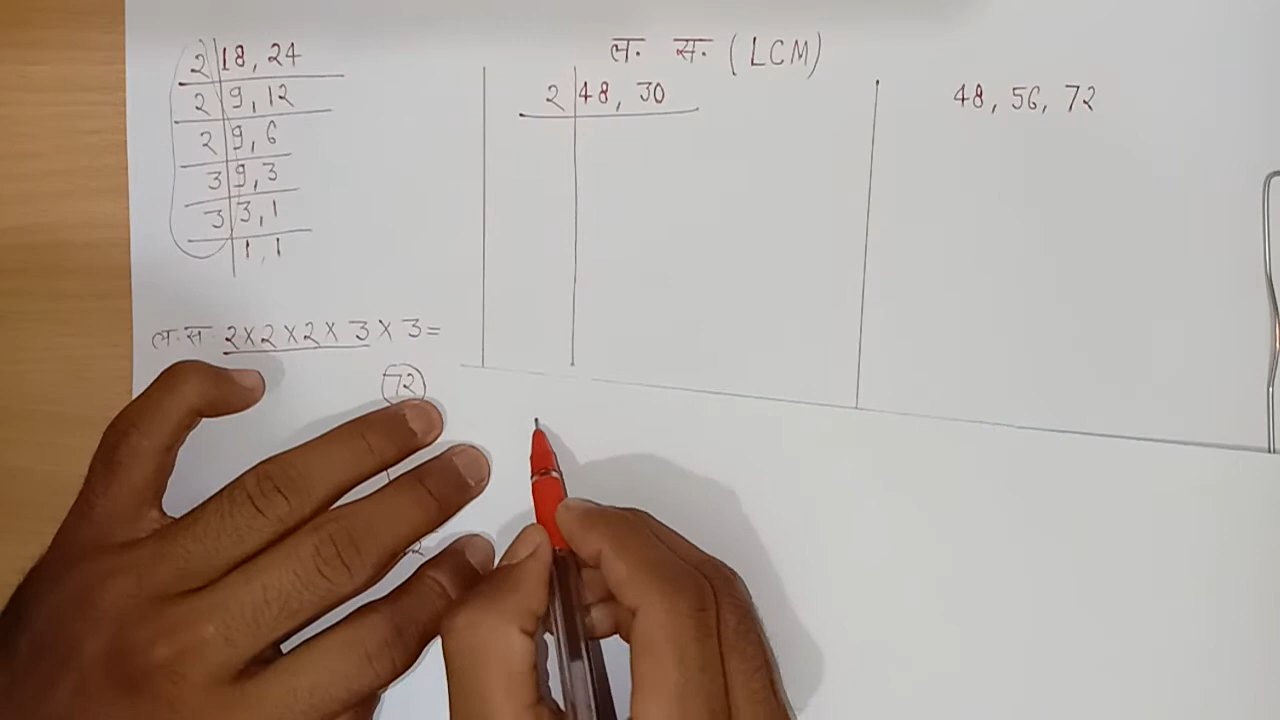 ल. स. (LCM)
2 18, 24
2 9, 12
2 9, 6
3 9, 3
3 3, 1
1, 1
ल.स. 2×2×2×3×3=
72
2 48, 30
48, 56, 72